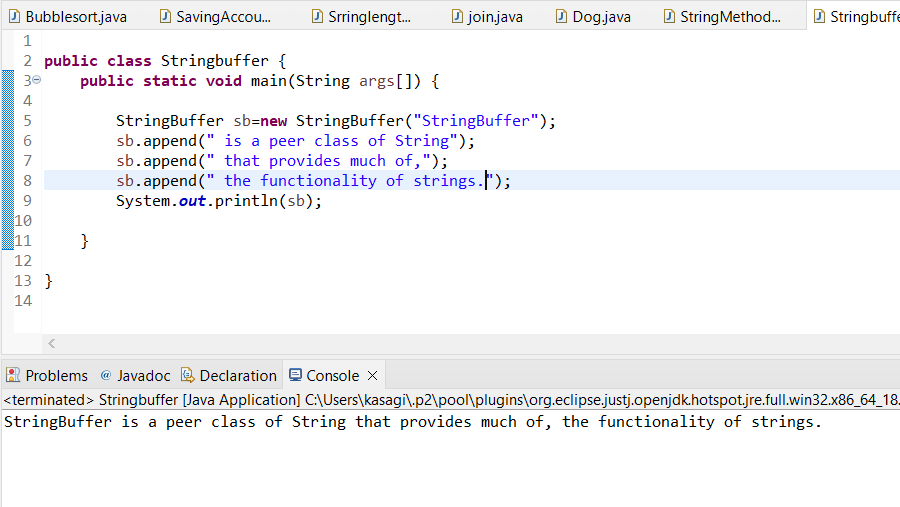 Bubblesort.java SavingAccou... Srringlengt... join.java Dog.java StringMethod... Stringbuffe
1
2 public class Stringbuffer {
3 public static void main(String args[]) {
4
5 StringBuffer sb=new StringBuffer("StringBuffer");
6 sb.append(" is a peer class of String");
7 sb.append(" that provides much of,");
8 sb.append(" the functionality of strings.");
9 System.out.println(sb);
10
11 }
12
13 }
14
Problems @ Javadoc Declaration Console
<terminated> Stringbuffer [Java Application] C:\Users\kasagi\.p2\pool\plugins\org.eclipse.justj.openjdk.hotspot.jre.full.win32.x86_64_18.
StringBuffer is a peer class of String that provides much of, the functionality of strings.